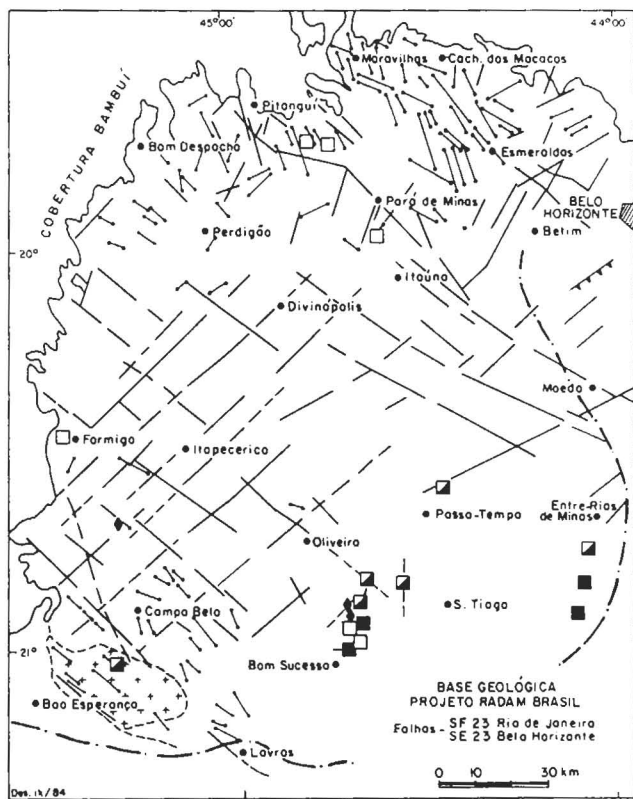 45°00'
44°00'
Maravilhas
Cach. dos Macacos
COBERTURA BAMBUÍ
Pitanguí
Bom Despacho
Esmeraldas
Pará de Minas
BELO
HORIZONTE
Perdigão
Betim
20°
Itaúna
Divinópolis
Moeda
Formiga
Itapecerica
Passa-Tempo
Entre-Rios
de Minas
Oliveira
Campo Belo
S. Tiago
21°
Bom Sucesso
BASE GEOLÓGICA
PROJETO RADAM BRASIL
Boa Esperança
Falhas - SF 23 Rio de Janeiro
SE 23 Belo Horizonte
Lavras
0 10 30 km
Des. ix/84